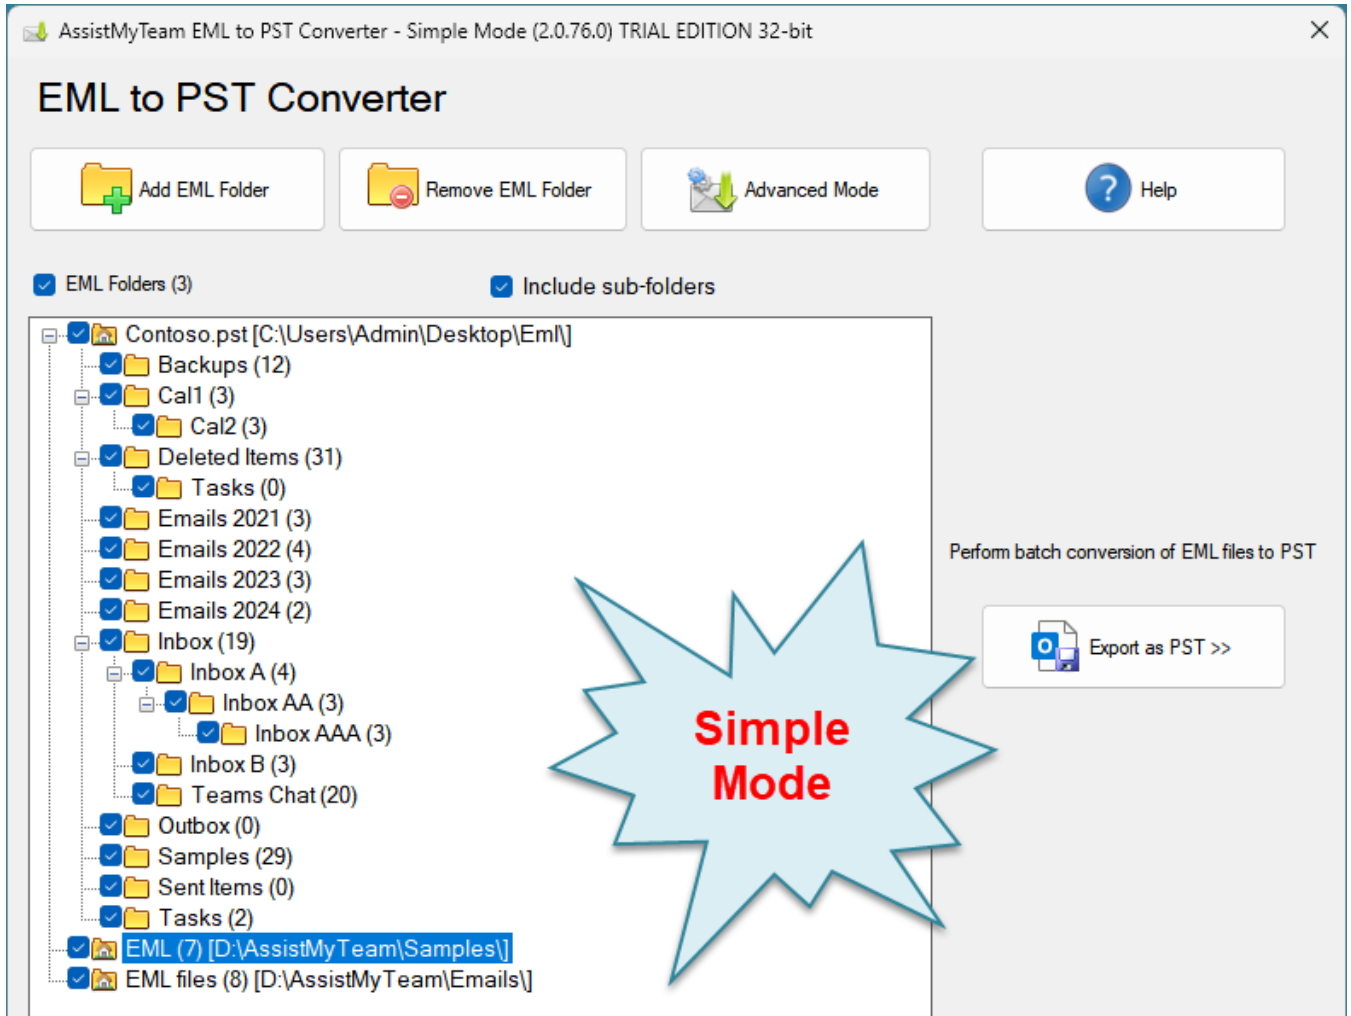 AssistMyTeam EML to PST Converter - Simple Mode (2.0.76.0) TRIAL EDITION 32-bit
EML to PST Converter
Add EML Folder
Remove EML Folder
Advanced Mode
Help
EML Folders (3)
Include sub-folders
Contoso.pst [C:\Users\Admin\Desktop\Eml\]
Backups (12)
Cal1 (3)
Cal2 (3)
Deleted Items (31)
Tasks (0)
Emails 2021 (3)
Emails 2022 (4)
Emails 2023 (3)
Emails 2024 (2)
Inbox (19)
Inbox A (4)
Inbox AA (3)
Inbox AAA (3)
Inbox B (3)
Teams Chat (20)
Outbox (0)
Samples (29)
Sent Items (0)
Tasks (2)
EML (7) [D:\AssistMyTeam\Samples\]
EML files (8) [D:\AssistMyTeam\Emails\]
Perform batch conversion of EML files to PST
Export as PST >>
Simple
Mode